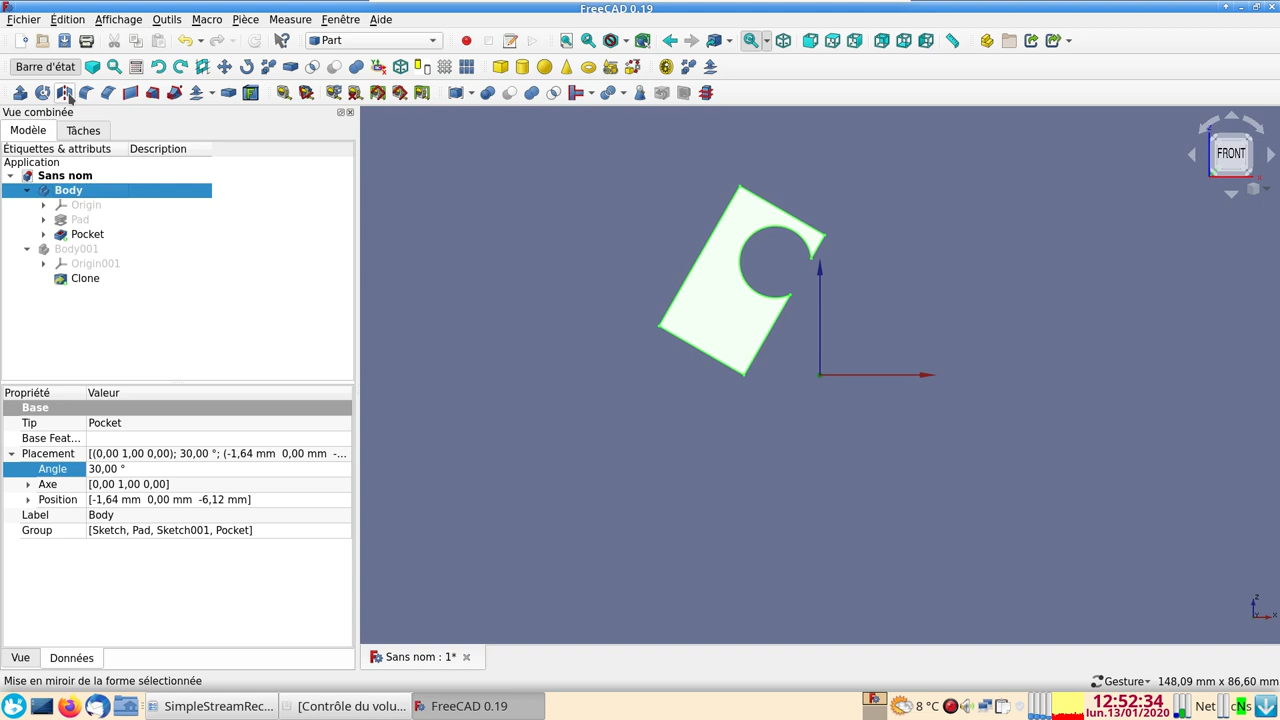 FreeCAD 0.19
Fichier Édition Affichage Outils Macro Pièce Measure Fenêtre Aide
Part
Barre d'état
Vue combinée
Modèle Tâches
Étiquettes & attributs Description
Application
Sans nom
Body
Origin
Pad
Pocket
Body001
Origin001
Clone
FRONT
Propriété Valeur
Base
Tip Pocket
Base Feat...
Placement [(0,00 1,00 0,00); 30,00 °; (-1,64 mm 0,00 mm -...
Angle 30,00 °
Axe [0,00 1,00 0,00]
Position [-1,64 mm 0,00 mm -6,12 mm]
Label Body
Group [Sketch, Pad, Sketch001, Pocket]
Vue Données
Sans nom : 1*
Mise en miroir de la forme sélectionnée
Gesture 148,09 mm x 86,60 mm
SimpleStreamRec... [Contrôle du volu... FreeCAD 0.19
8 °C
12:52:34
lun.13/01/2020
Net